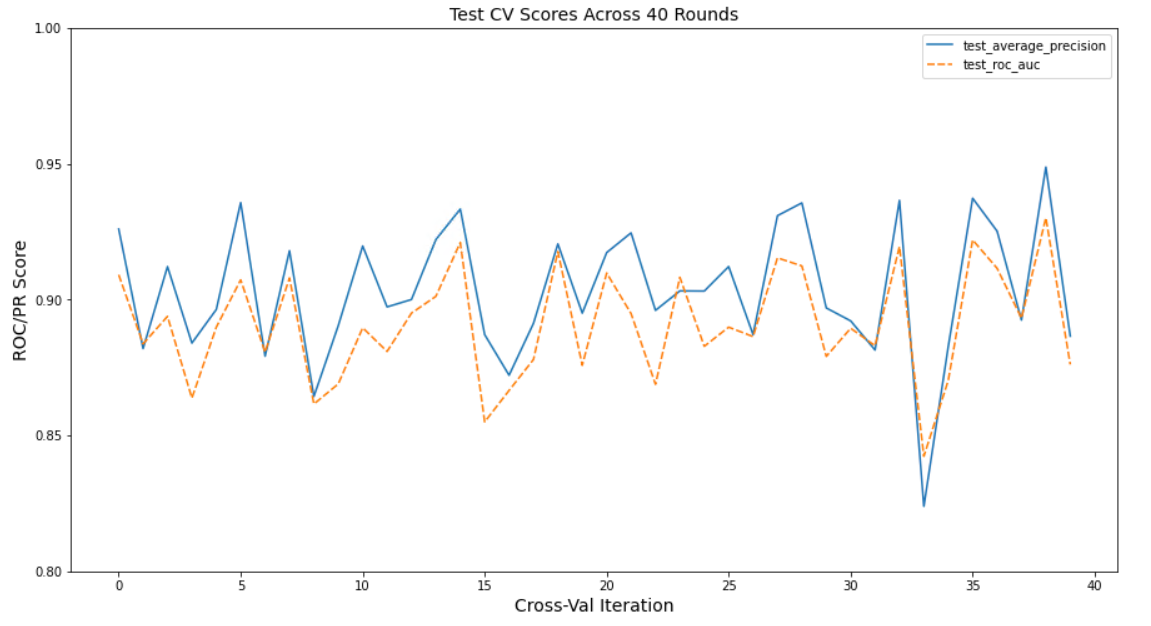 Test CV Scores Across 40 Rounds
1.00
0.95
0.90
0.85
0.80
ROC/PR Score
test_average_precision
test_roc_auc
0 5 10 15 20 25 30 35 40
Cross-Val Iteration